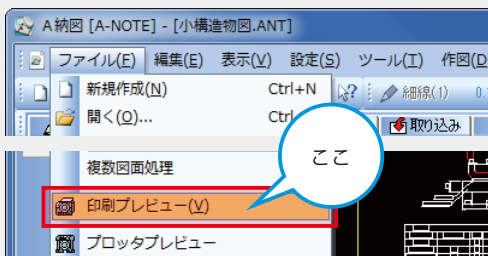 A納図 [A-NOTE] - [小構造物図.ANT]
ファイル(F) 編集(E) 表示(V) 設定(S) ツール(T) 作図(D
新規作成(N) Ctrl+N 細線(1) 0.
開く(O)... Ctrl 取り込み
ここ
複数図面処理
印刷プレビュー(V)
プロッタプレビュー